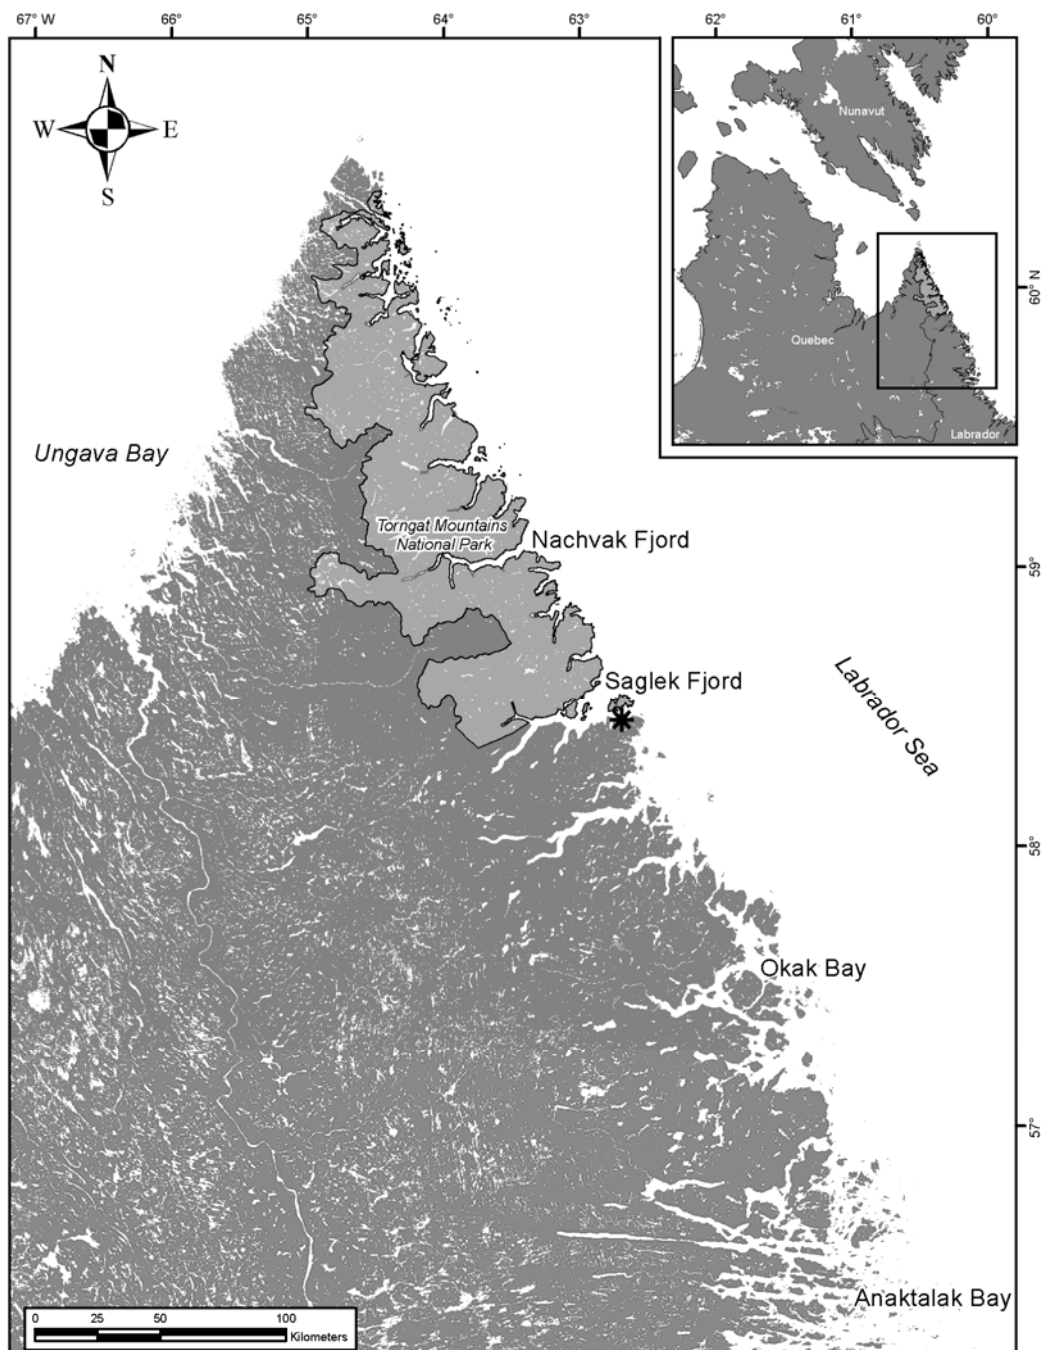 67° W 66° 65° 64° 63° 62° 61° 60°
N
W E
S
Nunavut
Quebec
Labrador
60° N
Ungava Bay
Torngat Mountains
National Park
Nachvak Fjord
59°
Saglek Fjord
Labrador Sea
58°
Okak Bay
57°
Anaktalak Bay
0 25 50 100
Kilometers